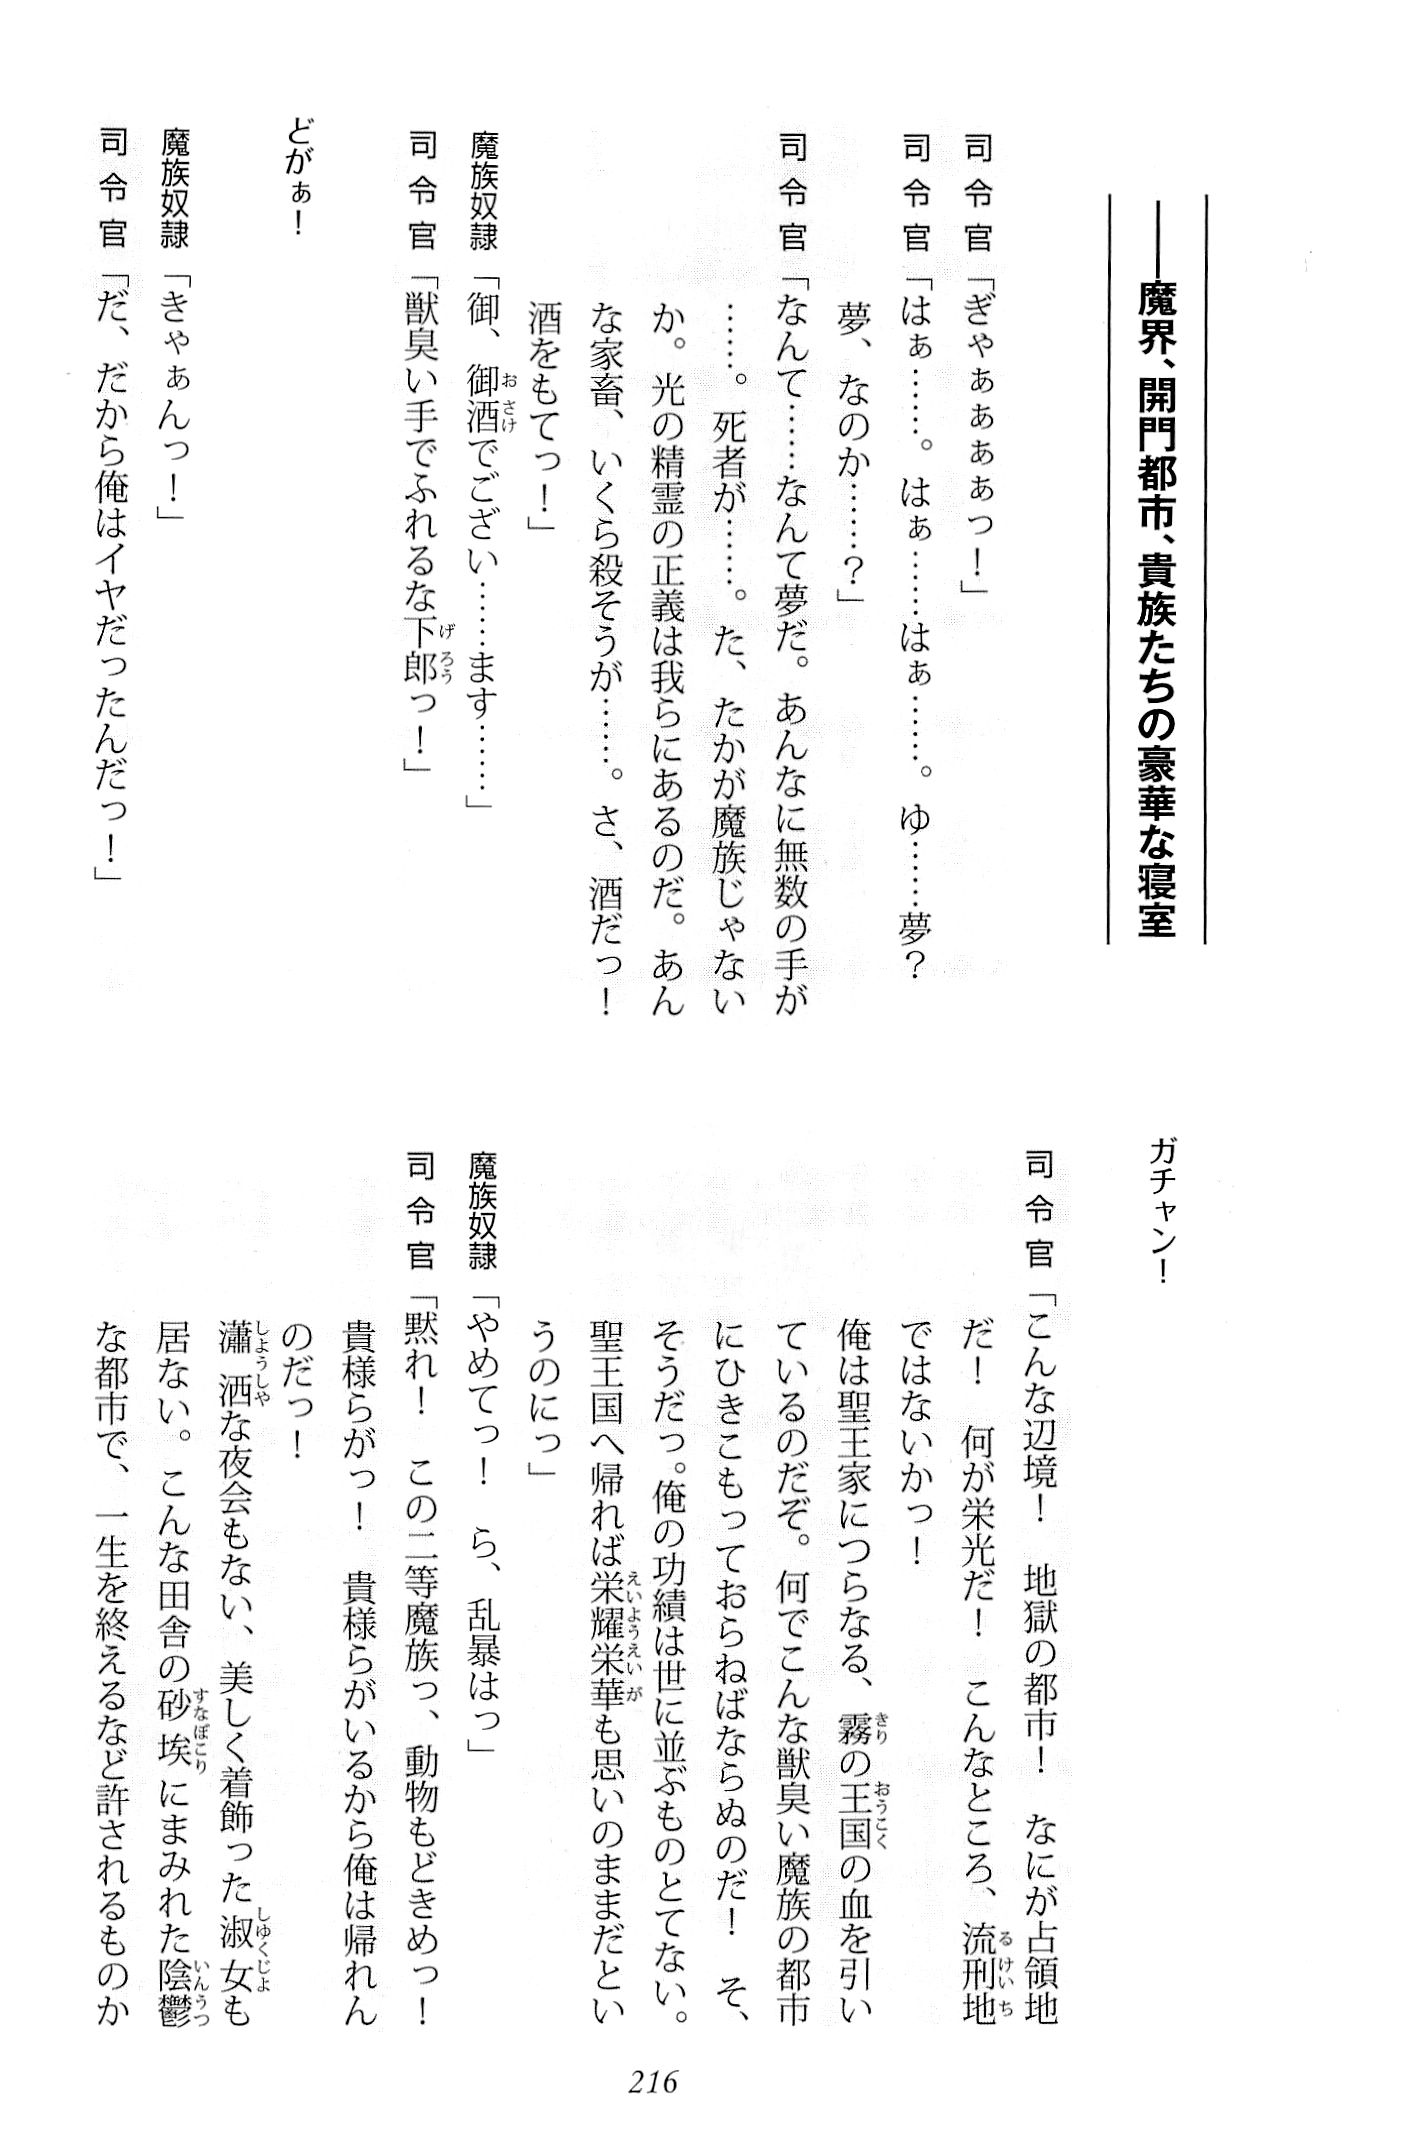 ――魔界、開門都市、貴族たちの豪華な寝室
司令官「ぎゃぁぁぁぁっ！」
司令官「はぁ……。はぁ……はぁ……。ゆ……夢？
夢、なのか……？」
司令官「なんて……なんて夢だ。あんなに無数の手が
……。死者が……。た、たかが魔族じゃない
か。光の精霊の正義は我らにあるのだ。あん
な家畜、いくら殺そうが……。さ、酒だっ！
酒をもてっ！」
魔族奴隷「御、御酒でござい……ます……」
司令官「獣臭い手でふれるな下郎っ！」
どがぁ！
魔族奴隷「きゃぁんっ！」
司令官「だ、だから俺はイヤだったんだっ！」
ガチャン！
司令官「こんな辺境！　地獄の都市！　なにが占領地
だ！　何が栄光だ！　こんなところ、流刑地
ではないかっ！
俺は聖王家につらなる、霧の王国の血を引い
ているのだぞ。何でこんな獣臭い魔族の都市
にひきこもっておらねばならぬのだ！　そ、
そうだっ。俺の功績は世に並ぶものとてない。
聖王国へ帰れば栄耀栄華も思いのままだとい
うのにっ」
魔族奴隷「やめてっ！　ら、乱暴はっ」
司令官「黙れ！　この二等魔族っ、動物もどきめっ！
貴様らがっ！　貴様らがいるから俺は帰れん
のだっ！
瀟洒な夜会もない、美しく着飾った淑女も
居ない。こんな田舎の砂埃にまみれた陰鬱
な都市で、一生を終えるなど許されるものか
216